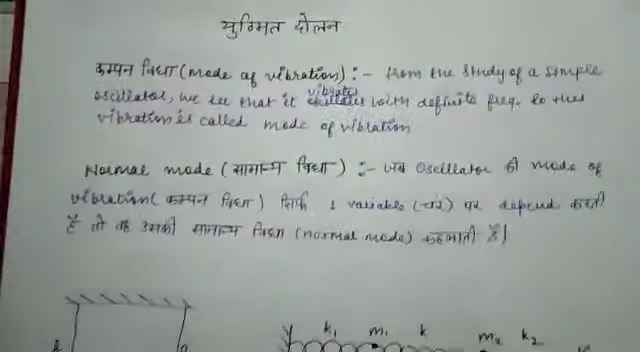 युग्मित दोलन
कम्पन विधा (mode of vibration) :- from the study of a simple
oscillator, we see that it vibrates with definite freq. so this
vibration is called mode of vibration
Normal mode (सामान्य विधा) :- जब oscillator की mode of
vibration (कम्पन विधा) सिर्फ 1 variable (चर) पर depend करती
है तो वह उसकी सामान्य विधा (normal mode) कहलाती है|
k₁ m₁ k m₂ k₂